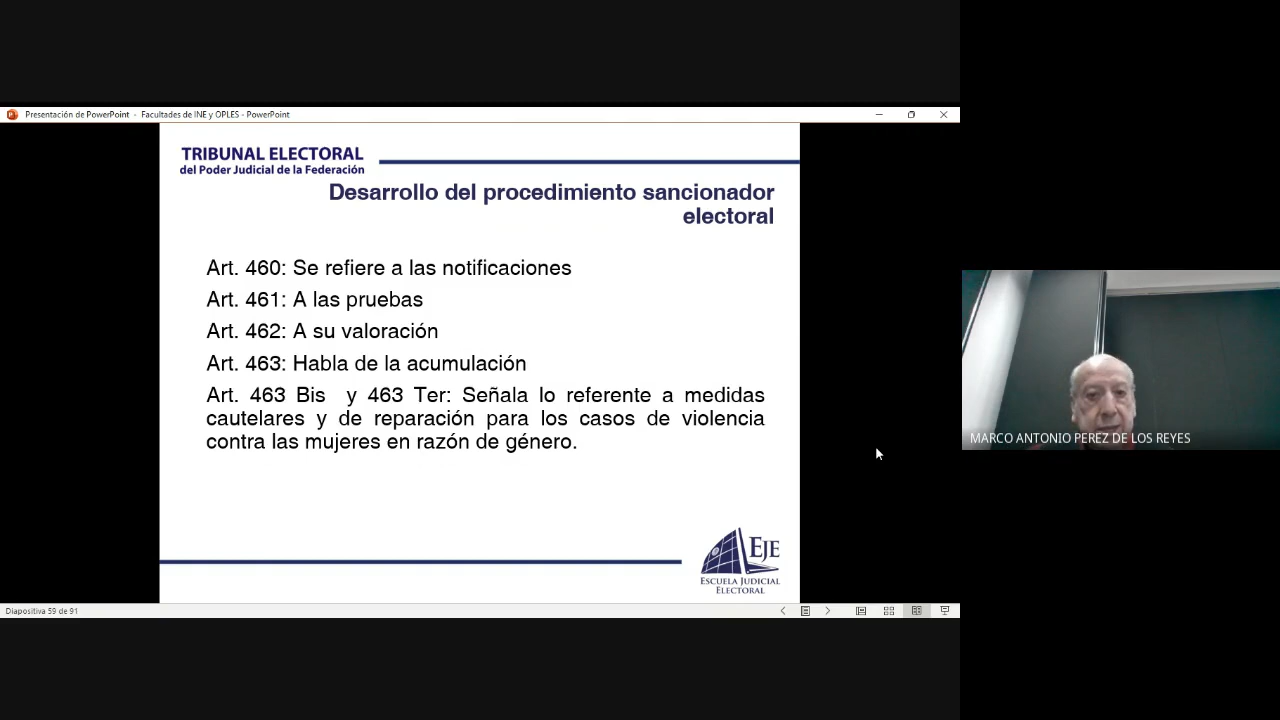 Presentación de PowerPoint - Facultades de INE y OPLES - PowerPoint
TRIBUNAL ELECTORAL
del Poder Judicial de la Federación
Desarrollo del procedimiento sancionador
electoral
Art. 460: Se refiere a las notificaciones
Art. 461: A las pruebas
Art. 462: A su valoración
Art. 463: Habla de la acumulación
Art. 463 Bis y 463 Ter: Señala lo referente a medidas
cautelares y de reparación para los casos de violencia
contra las mujeres en razón de género.
MARCO ANTONIO PEREZ DE LOS REYES
EJE
ESCUELA JUDICIAL
ELECTORAL
Diapositiva 59 de 91